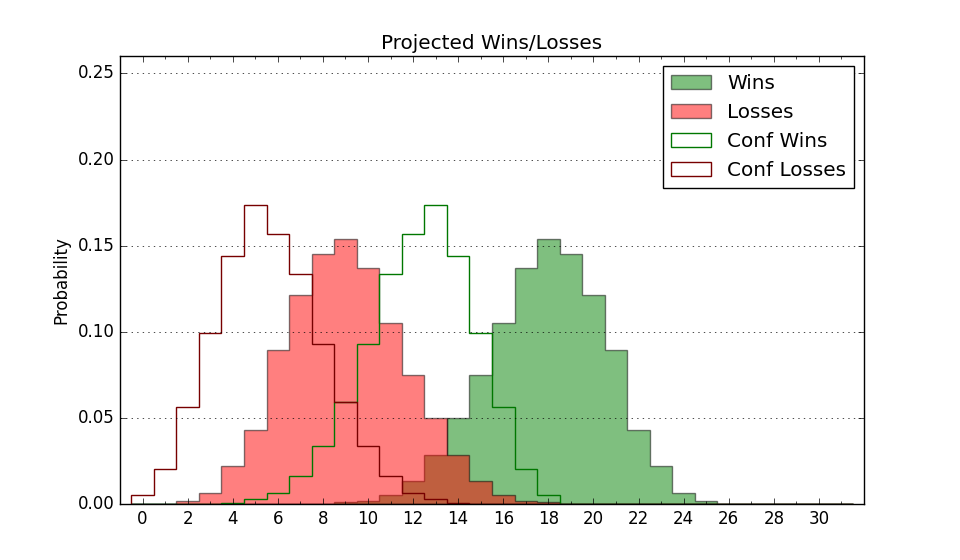 Projected Wins/Losses
0.25
0.20
0.15
0.10
0.05
0.00
Probability
Wins
Losses
Conf Wins
Conf Losses
0 2 4 6 8 10 12 14 16 18 20 22 24 26 28 30